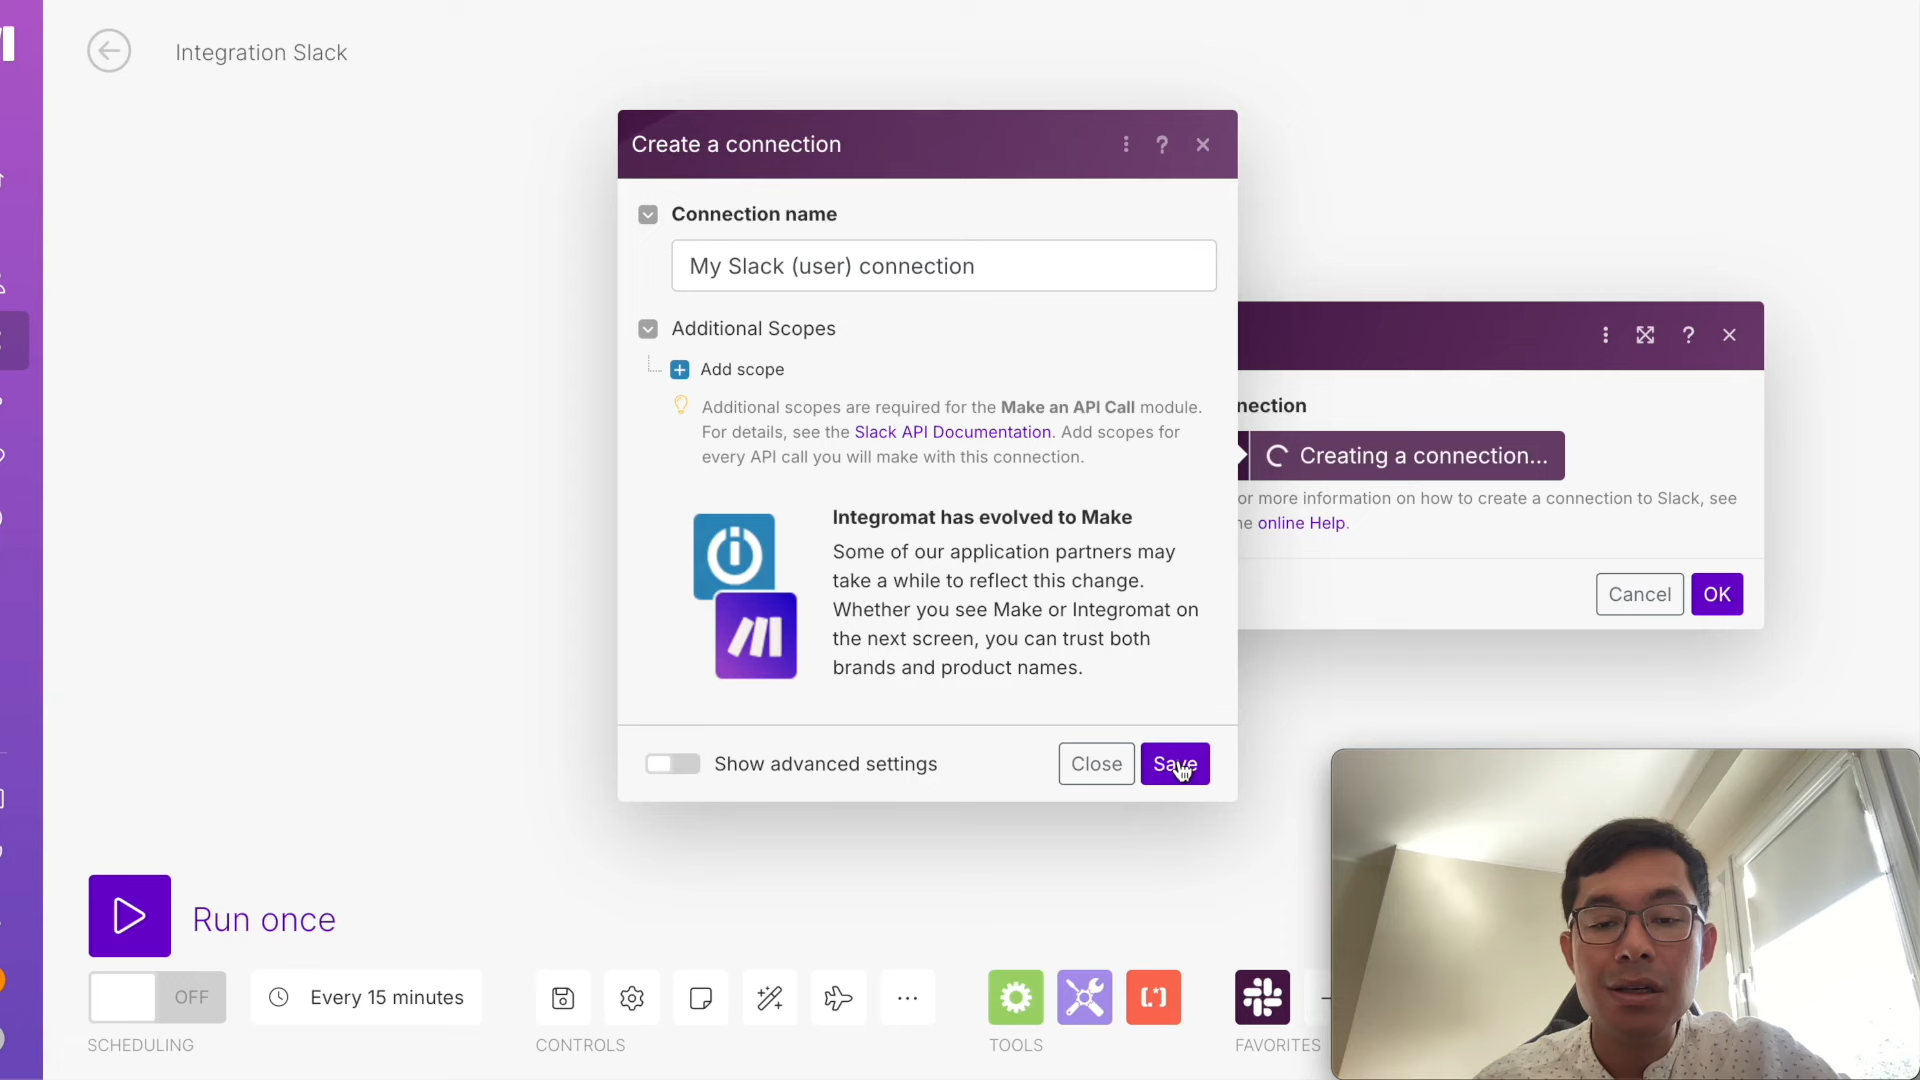 Integration Slack
Create a connection
Connection name
My Slack (user) connection
Additional Scopes
Add scope
Additional scopes are required for the Make an API Call module.
For details, see the Slack API Documentation. Add scopes for
every API call you will make with this connection.
Integromat has evolved to Make
Some of our application partners may
take a while to reflect this change.
Whether you see Make or Integromat on
the next screen, you can trust both
brands and product names.
Show advanced settings
Close
Save
nection
Creating a connection...
or more information on how to create a connection to Slack, see
he online Help.
Cancel
OK
Run once
OFF
Every 15 minutes
SCHEDULING
CONTROLS
TOOLS
FAVORITES